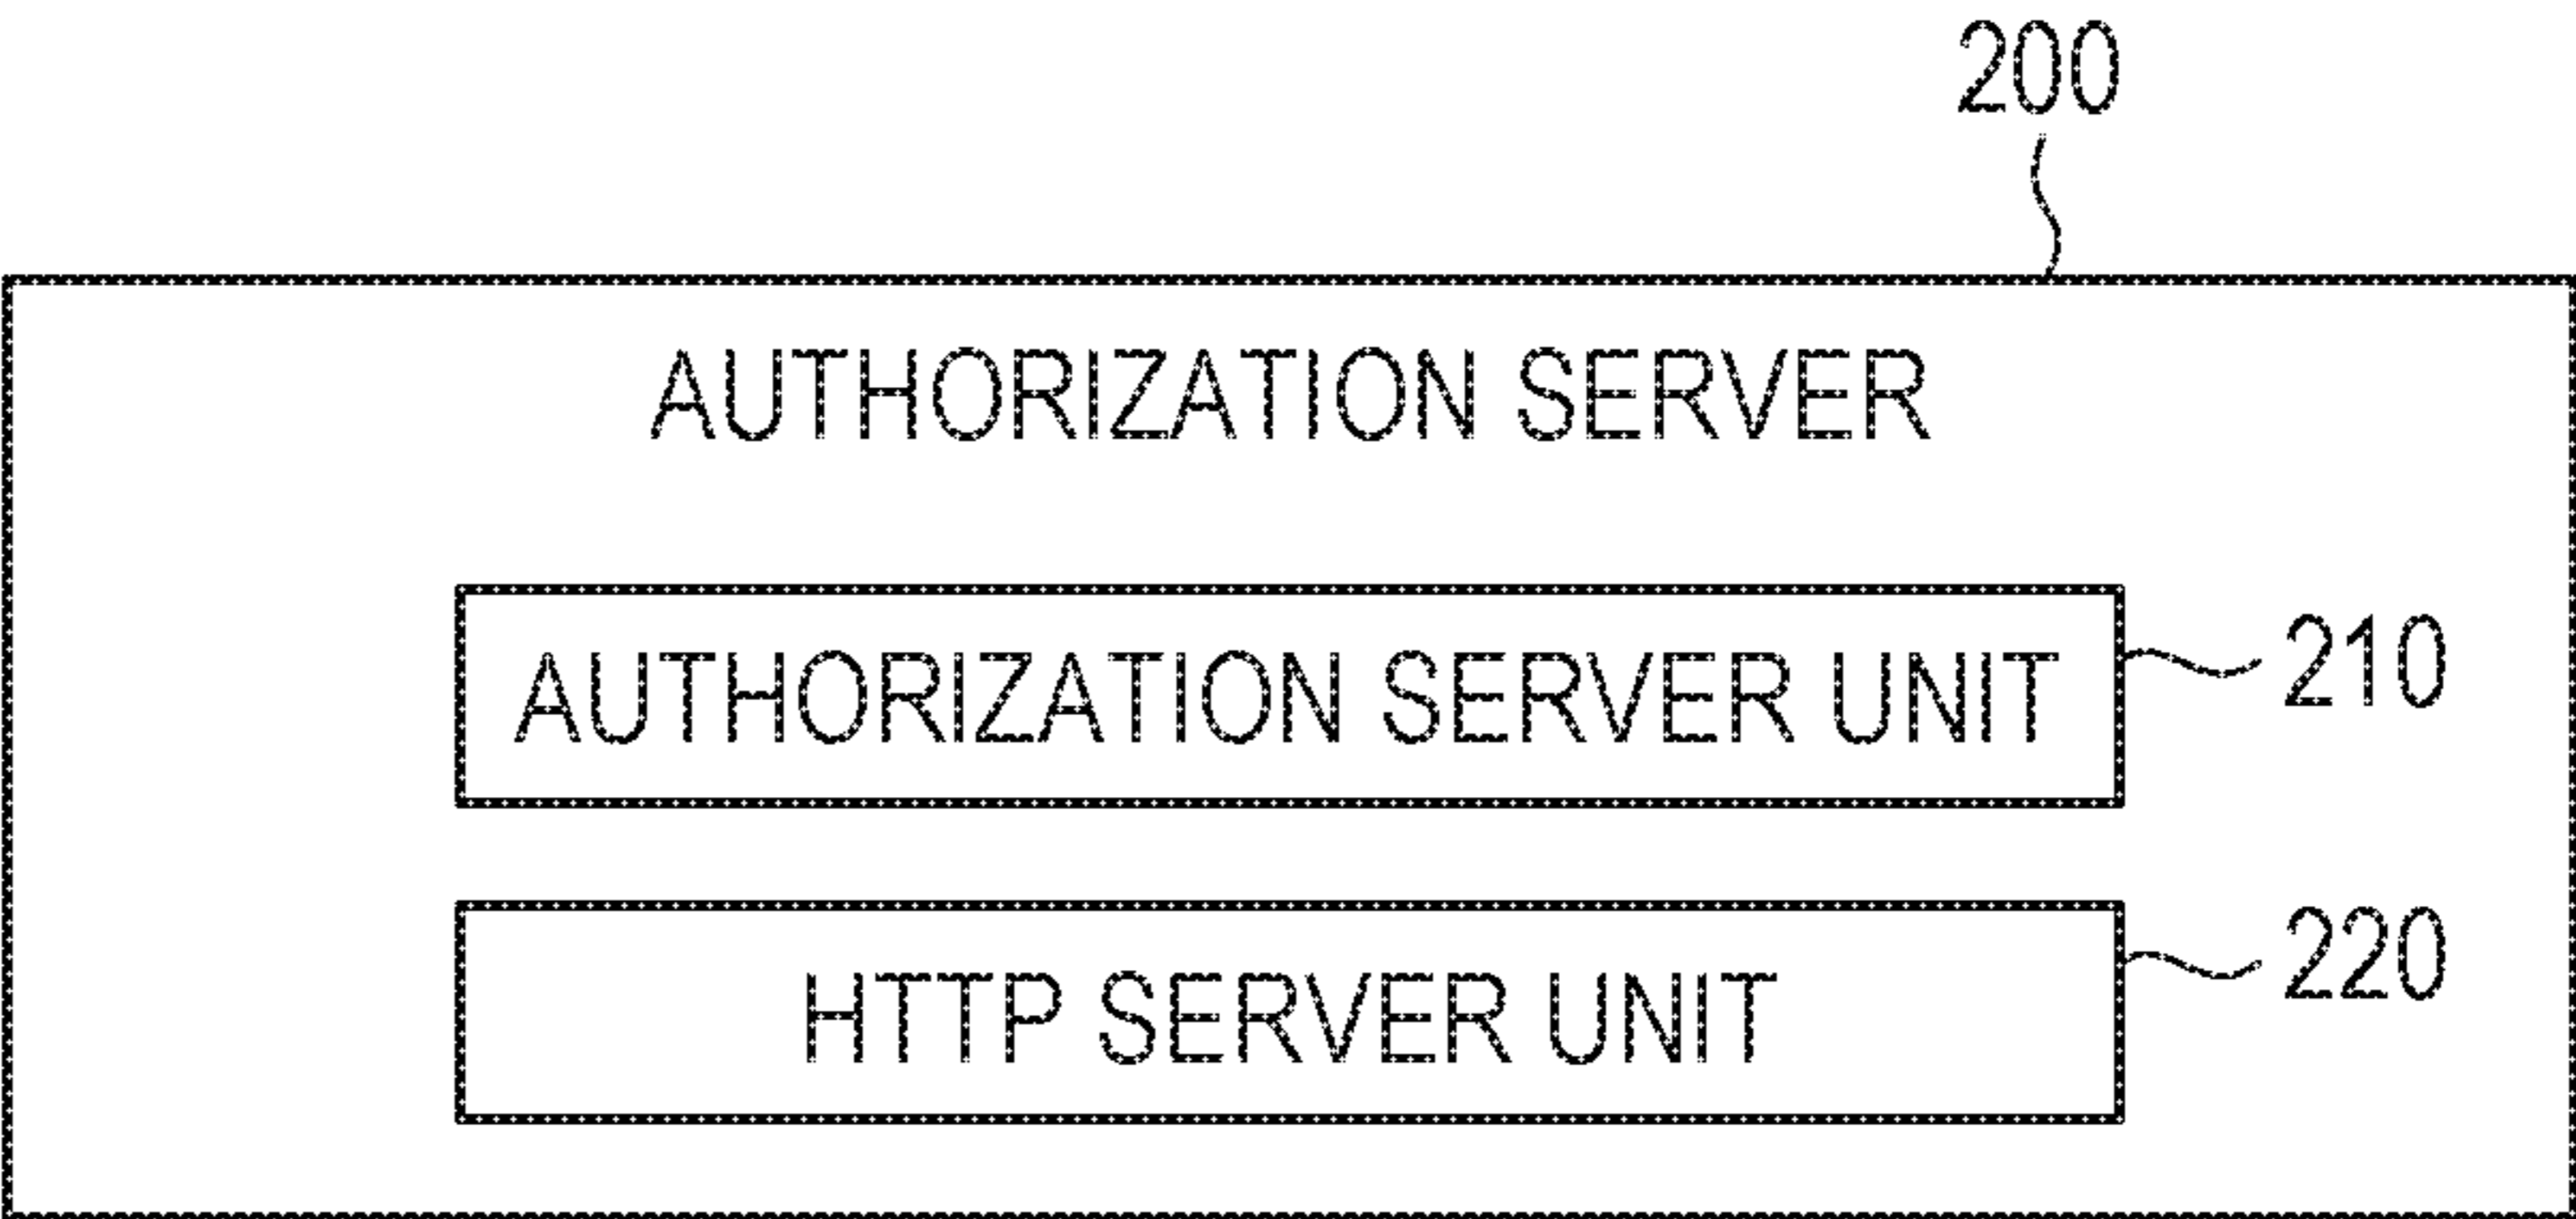 200
AUTHORIZATION SERVER
AUTHORIZATION SERVER UNIT
210
HTTP SERVER UNIT
220